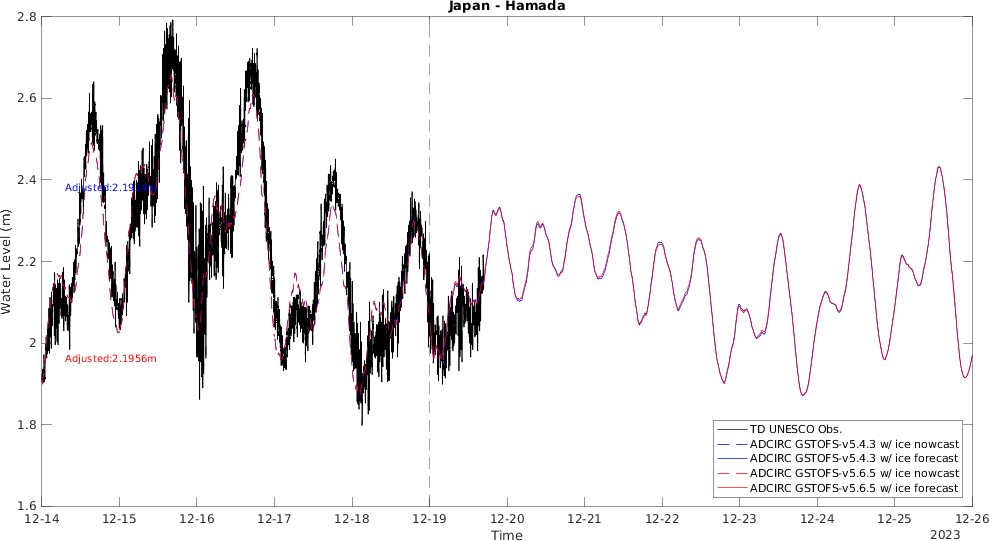 Japan - Hamada
2.8
2.6
2.4
2.2
2
1.8
1.6
Water Level (m)
Adjusted:2.1956m
12-14
12-15
12-16
12-17
12-18
12-19
12-20
12-21
12-22
12-23
12-24
12-25
12-26
Time
2023
TD UNESCO Obs.
ADCIRC GSTOFS-v5.4.3 w/ ice nowcast
ADCIRC GSTOFS-v5.4.3 w/ ice forecast
ADCIRC GSTOFS-v5.6.5 w/ ice nowcast
ADCIRC GSTOFS-v5.6.5 w/ ice forecast